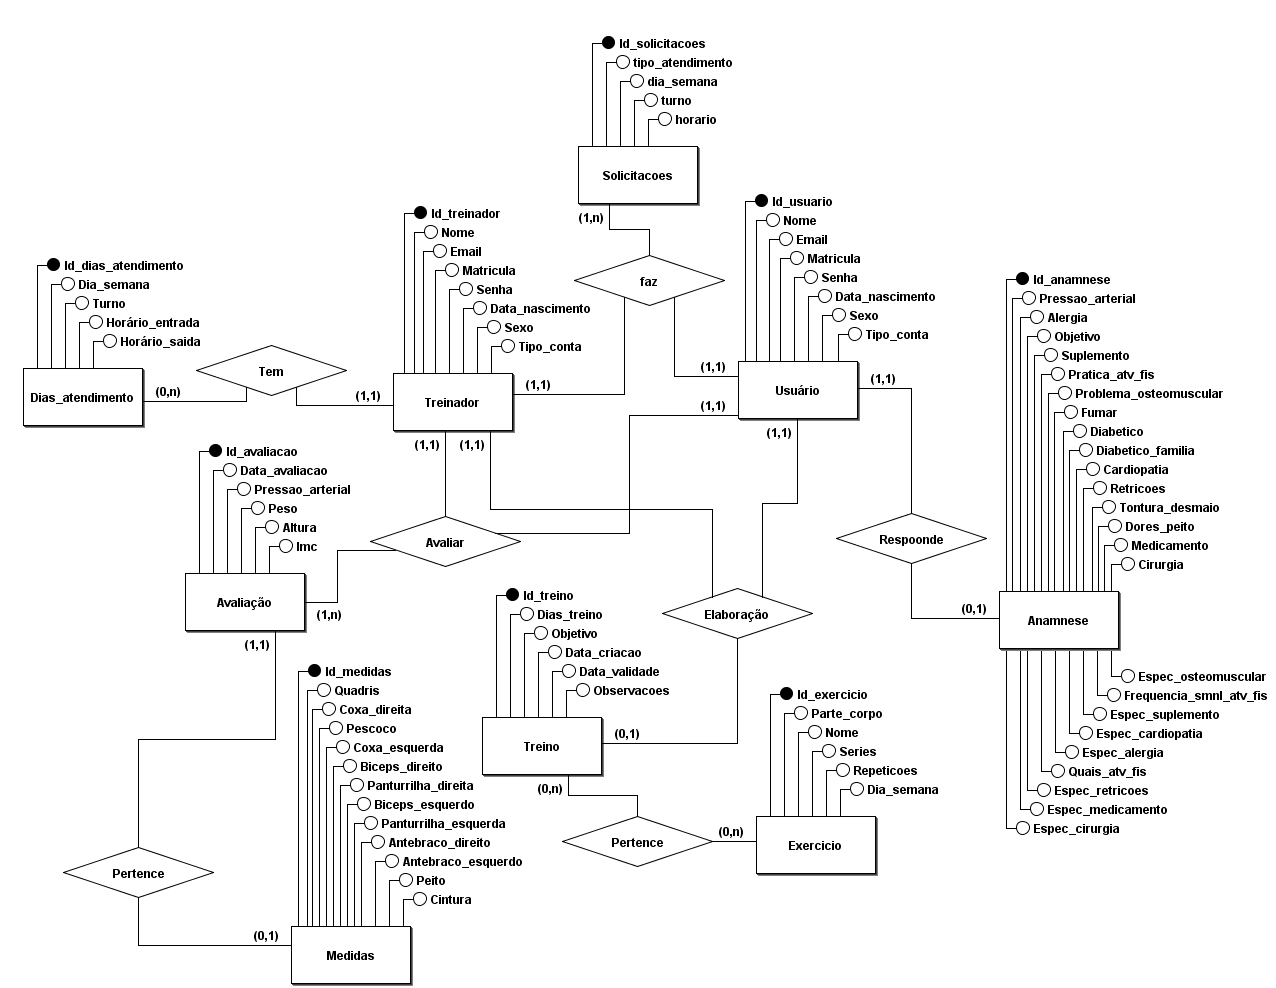 Id_solicitacoes
tipo_atendimento
dia_semana
turno
horario
Solicitacoes
(1,n)
faz
Id_usuario
Nome
Email
Matricula
Senha
Data_nascimento
Sexo
Tipo_conta
(1,1)
Usuário
(1,1)
(1,1)
(1,1)
Id_treinador
Nome
Email
Matricula
Senha
Data_nascimento
Sexo
Tipo_conta
(1,1)
Treinador
(1,1)
(1,1)
(1,1)
Id_dias_atendimento
Dia_semana
Turno
Horário_entrada
Horário_saida
Tem
Dias_atendimento
(0,n)
Id_avaliacao
Data_avaliacao
Pressao_arterial
Peso
Altura
Imc
Avaliar
Avaliação
(1,n)
(1,1)
Id_anamnese
Pressao_arterial
Alergia
Objetivo
Suplemento
Pratica_atv_fis
Problema_osteomuscular
Fumar
Diabetico
Diabetico_familia
Cardiopatia
Retricoes
Tontura_desmaio
Dores_peito
Medicamento
Cirurgia
Respoonde
(0,1)
Anamnese
Espec_osteomuscular
Frequencia_smnl_atv_fis
Espec_suplemento
Espec_cardiopatia
Espec_alergia
Quais_atv_fis
Espec_retricoes
Espec_medicamento
Espec_cirurgia
Elaboração
Id_treino
Dias_treino
Objetivo
Data_criacao
Data_validade
Observacoes
Treino
(0,1)
(0,n)
Pertence
(0,n)
Id_exercicio
Parte_corpo
Nome
Series
Repeticoes
Dia_semana
Exercicio
Id_medidas
Quadris
Coxa_direita
Pescoco
Coxa_esquerda
Biceps_direito
Panturrilha_direita
Biceps_esquerdo
Panturrilha_esquerda
Antebraco_direito
Antebraco_esquerdo
Peito
Cintura
Pertence
(0,1)
Medidas